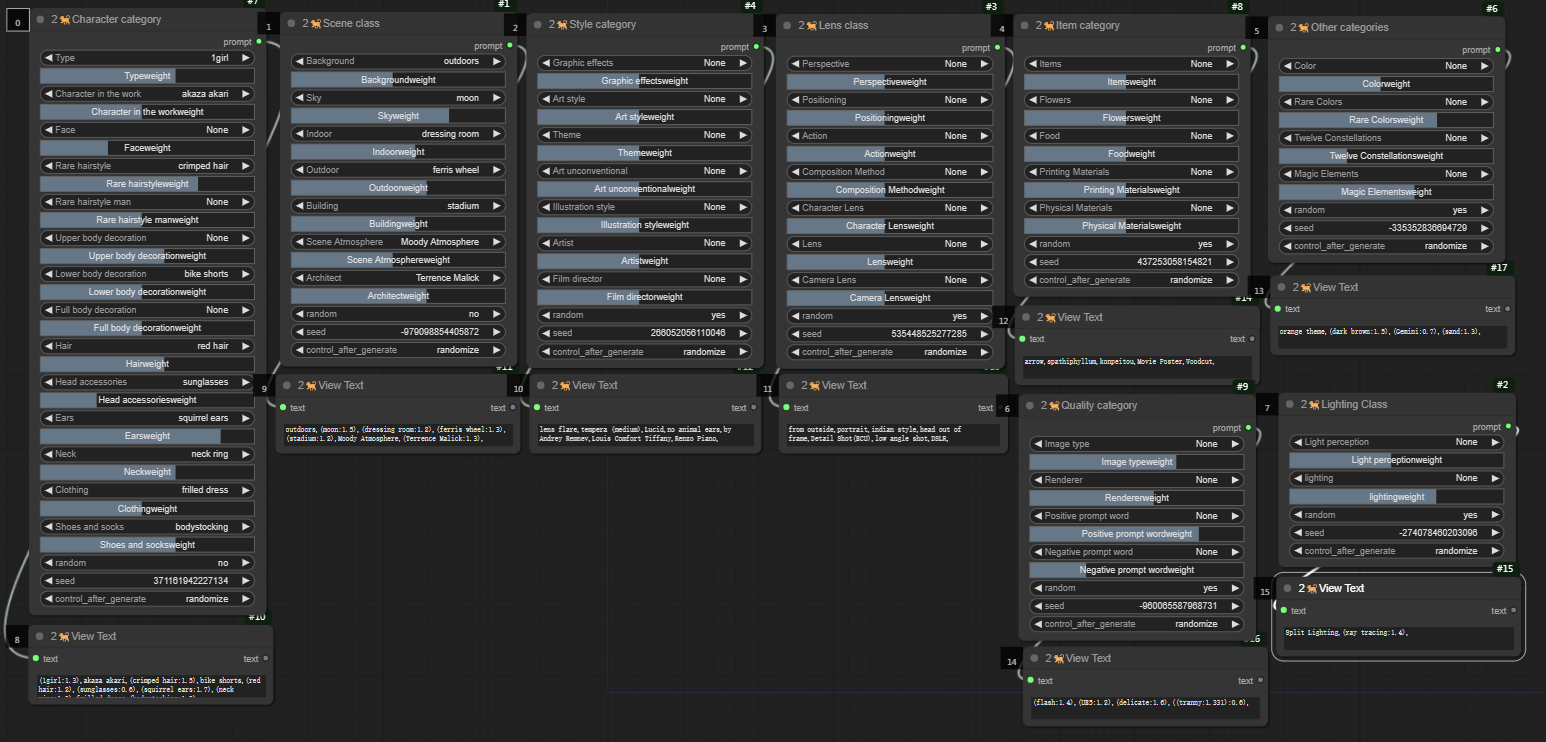 #7
0
2 Character category
prompt
Type 1girl
Typeweight
Character in the work akaza akari
Character in the workweight
Face None
Faceweight
Rare hairstyle crimped hair
Rare hairstyleweight
Rare hairstyle man None
Rare hairstyle manweight
Upper body decoration None
Upper body decorationweight
Lower body decoration bike shorts
Lower body decorationweight
Full body decoration None
Full body decorationweight
Hair red hair
Hairweight
Head accessories sunglasses
Head accessoriesweight
Ears squirrel ears
Earsweight
Neck neck ring
Neckweight
Clothing frilled dress
Clothingweight
Shoes and socks bodystocking
Shoes and socksweight
random no
seed 371161942227134
control_after_generate randomize
#10
8
2 View Text
text text
(1girl:1.3),akaza akari,(crimped hair:1.5),bike shorts,(red
hair:1.2),(sunglasses:0.6),(squirrel ears:1.7),(neck
#1
1
2 Scene class
prompt
Background outdoors
Backgroundweight
Sky moon
Skyweight
Indoor dressing room
Indoorweight
Outdoor ferris wheel
Outdoorweight
Building stadium
Buildingweight
Scene Atmosphere Moody Atmosphere
Scene Atmosphereweight
Architect Terrence Malick
Architectweight
random no
seed -979098854405872
control_after_generate randomize
#11
9
2 View Text
text text
outdoors,(moon:1.5),(dressing room:1.2),(ferris wheel:1.3),
(stadium:1.2),Moody Atmosphere,(Terrence Malick:1.3),
#4
2
2 Style category
prompt
Graphic effects None
Graphic effectsweight
Art style None
Art styleweight
Theme None
Themeweight
Art unconventional None
Art unconventionalweight
Illustration style None
Illustration styleweight
Artist None
Artistweight
Film director None
Film directorweight
random yes
seed 266052056110046
control_after_generate randomize
10
2 View Text
text text
lens flare,tempera (medium),Lucid,no animal ears,by
Andrey Remnev,Louis Comfort Tiffany,Renzo Piano,
#3
3
2 Lens class
prompt
Perspective None
Perspectiveweight
Positioning None
Positioningweight
Action None
Actionweight
Composition Method None
Composition Methodweight
Character Lens None
Character Lensweight
Lens None
Lensweight
Camera Lens None
Camera Lensweight
random yes
seed 535448525277285
control_after_generate randomize
11
2 View Text
text text
from outside,portrait,indian style,head out of
frame,Detail Shot(ECU),low angle shot,DSLR,
#8
4
2 Item category
prompt
Items None
Itemsweight
Flowers None
Flowersweight
Food None
Foodweight
Printing Materials None
Printing Materialsweight
Physical Materials None
Physical Materialsweight
random yes
seed 437253058154821
control_after_generate randomize
#14
12
2 View Text
text text
arrow,spathiphyllum,konpeitou,Movie Poster,Woodcut,
#6
5
2 Other categories
prompt
Color None
Colorweight
Rare Colors None
Rare Colorsweight
Twelve Constellations None
Twelve Constellationsweight
Magic Elements None
Magic Elementsweight
random yes
seed -335352836694729
control_after_generate randomize
#17
13
2 View Text
text text
orange theme,(dark brown:1.5),(Gemini:0.7),(sand:1.3),
#9
6
2 Quality category
prompt
Image type None
Image typeweight
Renderer None
Rendererweight
Positive prompt word None
Positive prompt wordweight
Negative prompt word None
Negative prompt wordweight
random yes
seed -960065587968731
control_after_generate randomize
14
2 View Text
text text
(flash:1.4),(UE5:1.2),(delicate:1.6),((tranny:1.331):0.6),
#2
7
2 Lighting Class
prompt
Light perception None
Light perceptionweight
lighting None
lightingweight
random yes
seed -274078460203096
control_after_generate randomize
#15
15
2 View Text
text text
Split Lighting,(ray tracing:1.4),